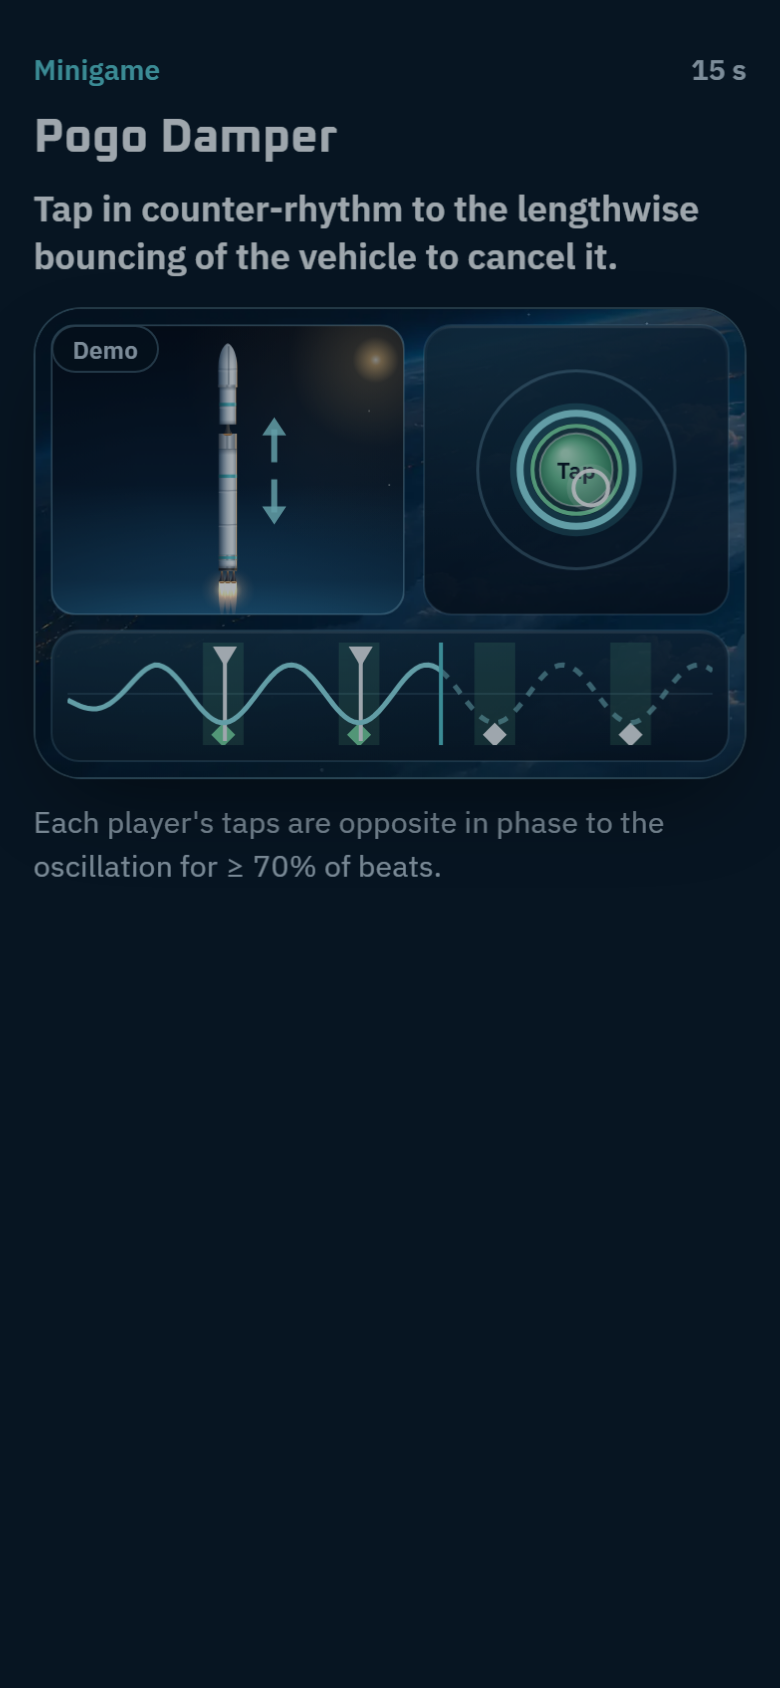 Minigame
15 s
Pogo Damper
Tap in counter-rhythm to the lengthwise
bouncing of the vehicle to cancel it.
Demo
Tap
Each player's taps are opposite in phase to the
oscillation for ≥ 70% of beats.